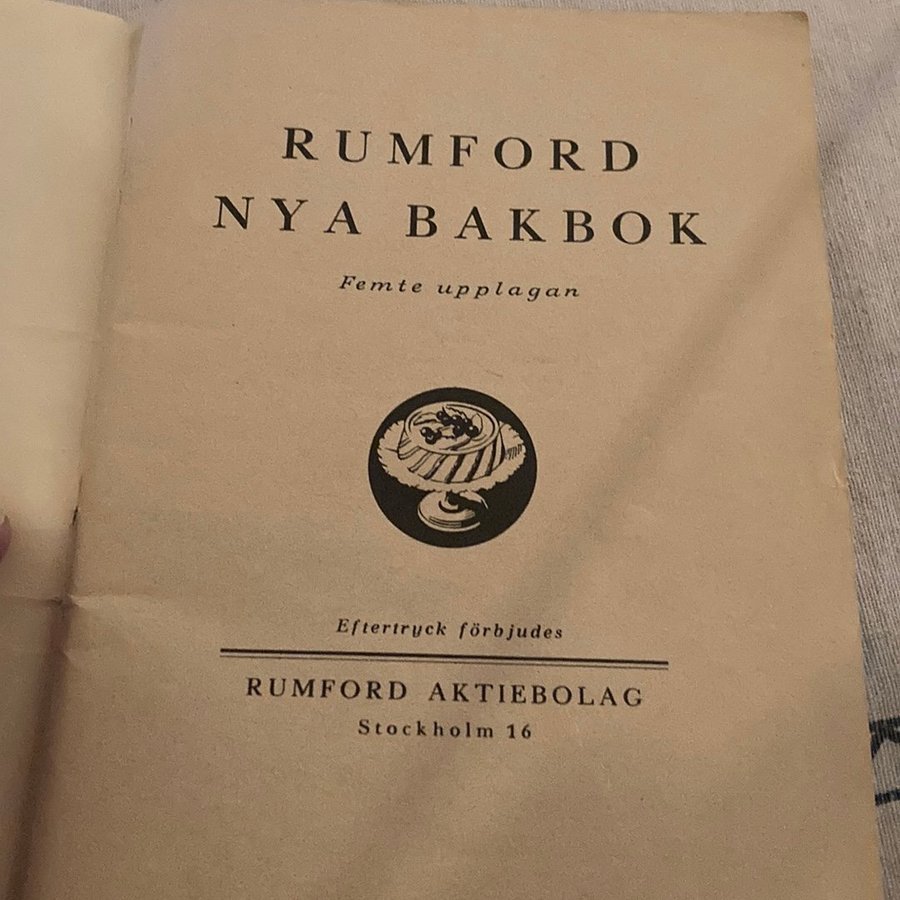 RUMFORD
NYA BAKBOK
Femte upplagan
Eftertryck förbjudes
RUMFORD AKTIEBOLAG
Stockholm 16